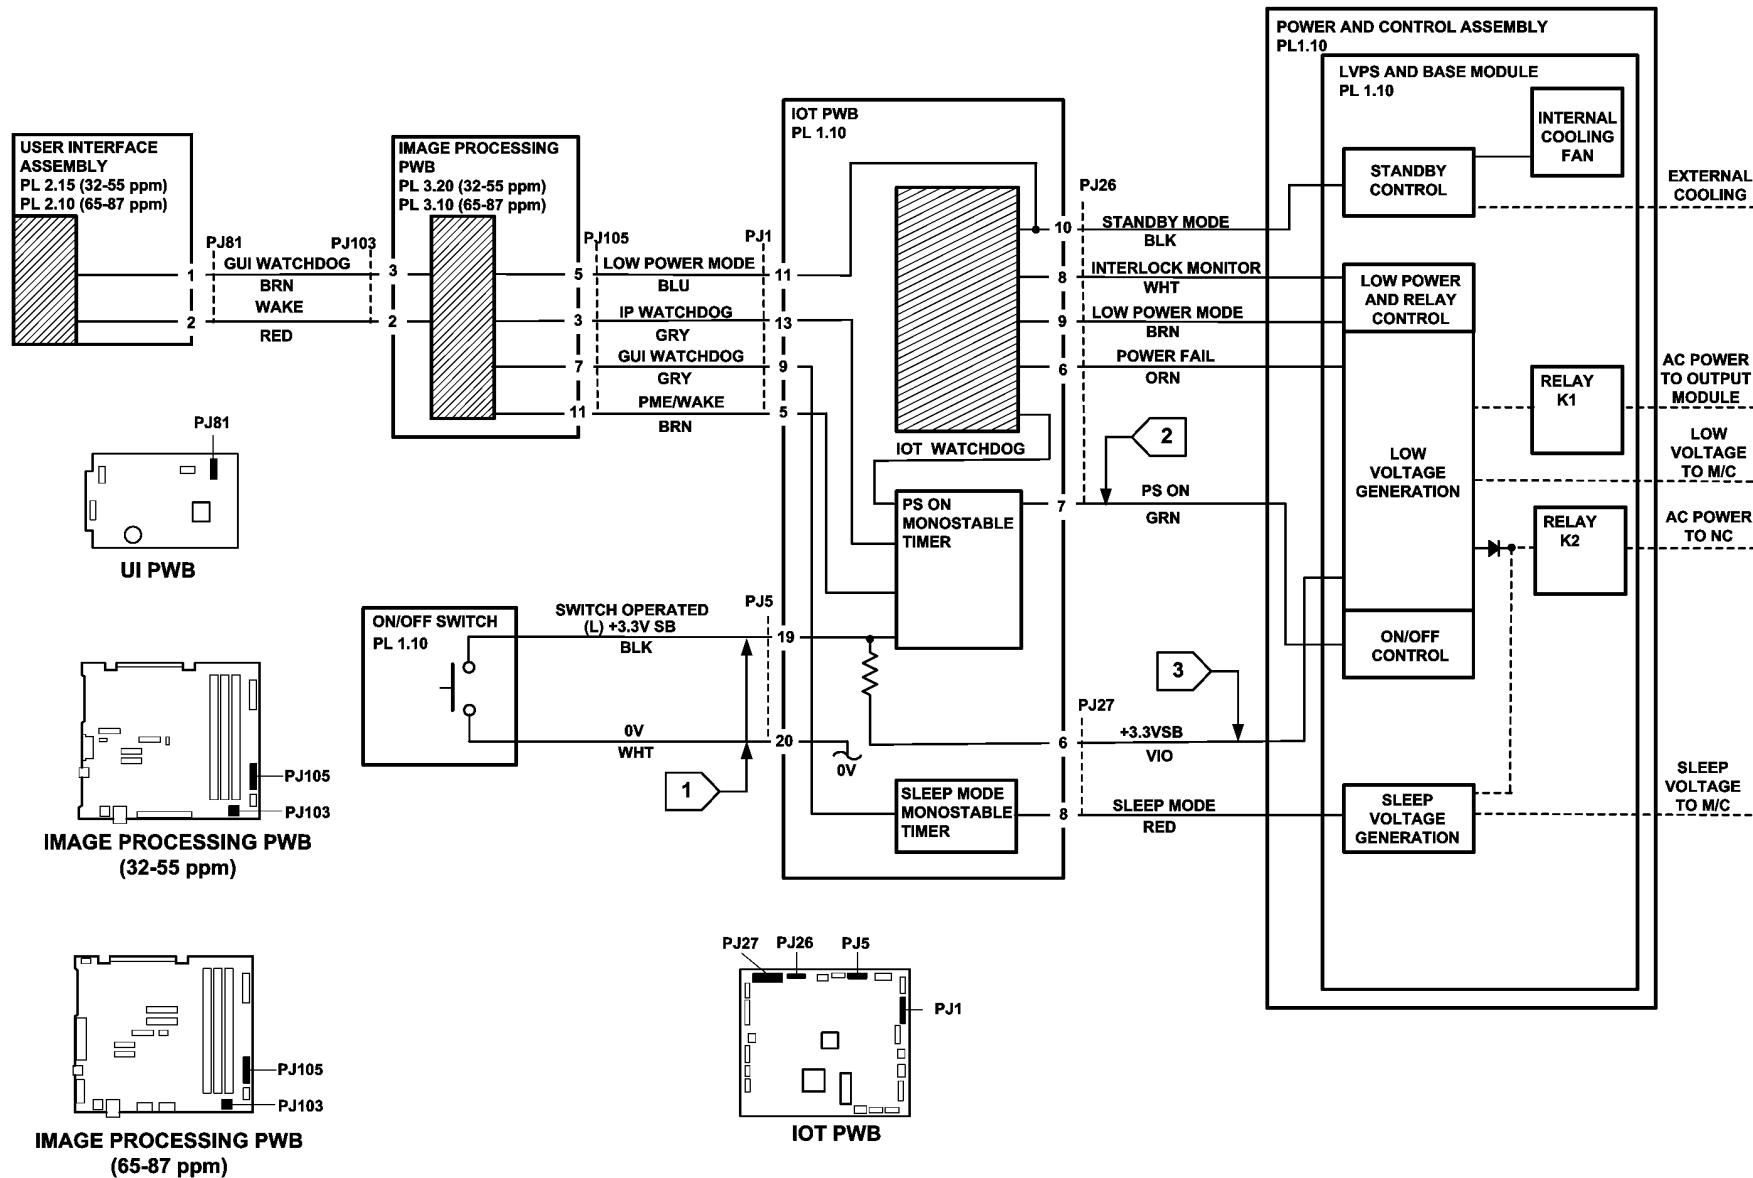 POWER AND CONTROL ASSEMBLY
PL1.10
LVPS AND BASE MODULE
PL 1.10
INTERNAL
COOLING
FAN
STANDBY
CONTROL
EXTERNAL
COOLING
LOW POWER
AND RELAY
CONTROL
LOW
VOLTAGE
GENERATION
RELAY
K1
AC POWER
TO OUTPUT
MODULE
LOW
VOLTAGE
TO M/C
RELAY
K2
AC POWER
TO NC
ON/OFF
CONTROL
SLEEP
VOLTAGE
GENERATION
SLEEP
VOLTAGE
TO M/C
USER INTERFACE
ASSEMBLY
PL 2.15 (32-55 ppm)
PL 2.10 (65-87 ppm)
PJ81
PJ103
1
GUI WATCHDOG
3
BRN
WAKE
2
2
RED
IMAGE PROCESSING
PWB
PL 3.20 (32-55 ppm)
PL 3.10 (65-87 ppm)
PJ105
PJ1
5
LOW POWER MODE
11
BLU
3
IP WATCHDOG
13
GRY
7
GUI WATCHDOG
9
GRY
11
PME/WAKE
5
BRN
IOT PWB
PL 1.10
IOT WATCHDOG
PS ON
MONOSTABLE
TIMER
SLEEP MODE
MONOSTABLE
TIMER
PJ26
10
STANDBY MODE
BLK
8
INTERLOCK MONITOR
WHT
9
LOW POWER MODE
BRN
6
POWER FAIL
ORN
2
7
PS ON
GRN
3
PJ27
6
+3.3VSB
VIO
8
SLEEP MODE
RED
ON/OFF SWITCH
PL 1.10
SWITCH OPERATED
(L) +3.3V SB
BLK
PJ5
19
0V
WHT
20
0V
1
PJ81
UI PWB
PJ105
PJ103
IMAGE PROCESSING PWB
(32-55 ppm)
PJ105
PJ103
IMAGE PROCESSING PWB
(65-87 ppm)
PJ27
PJ26
PJ5
PJ1
IOT PWB